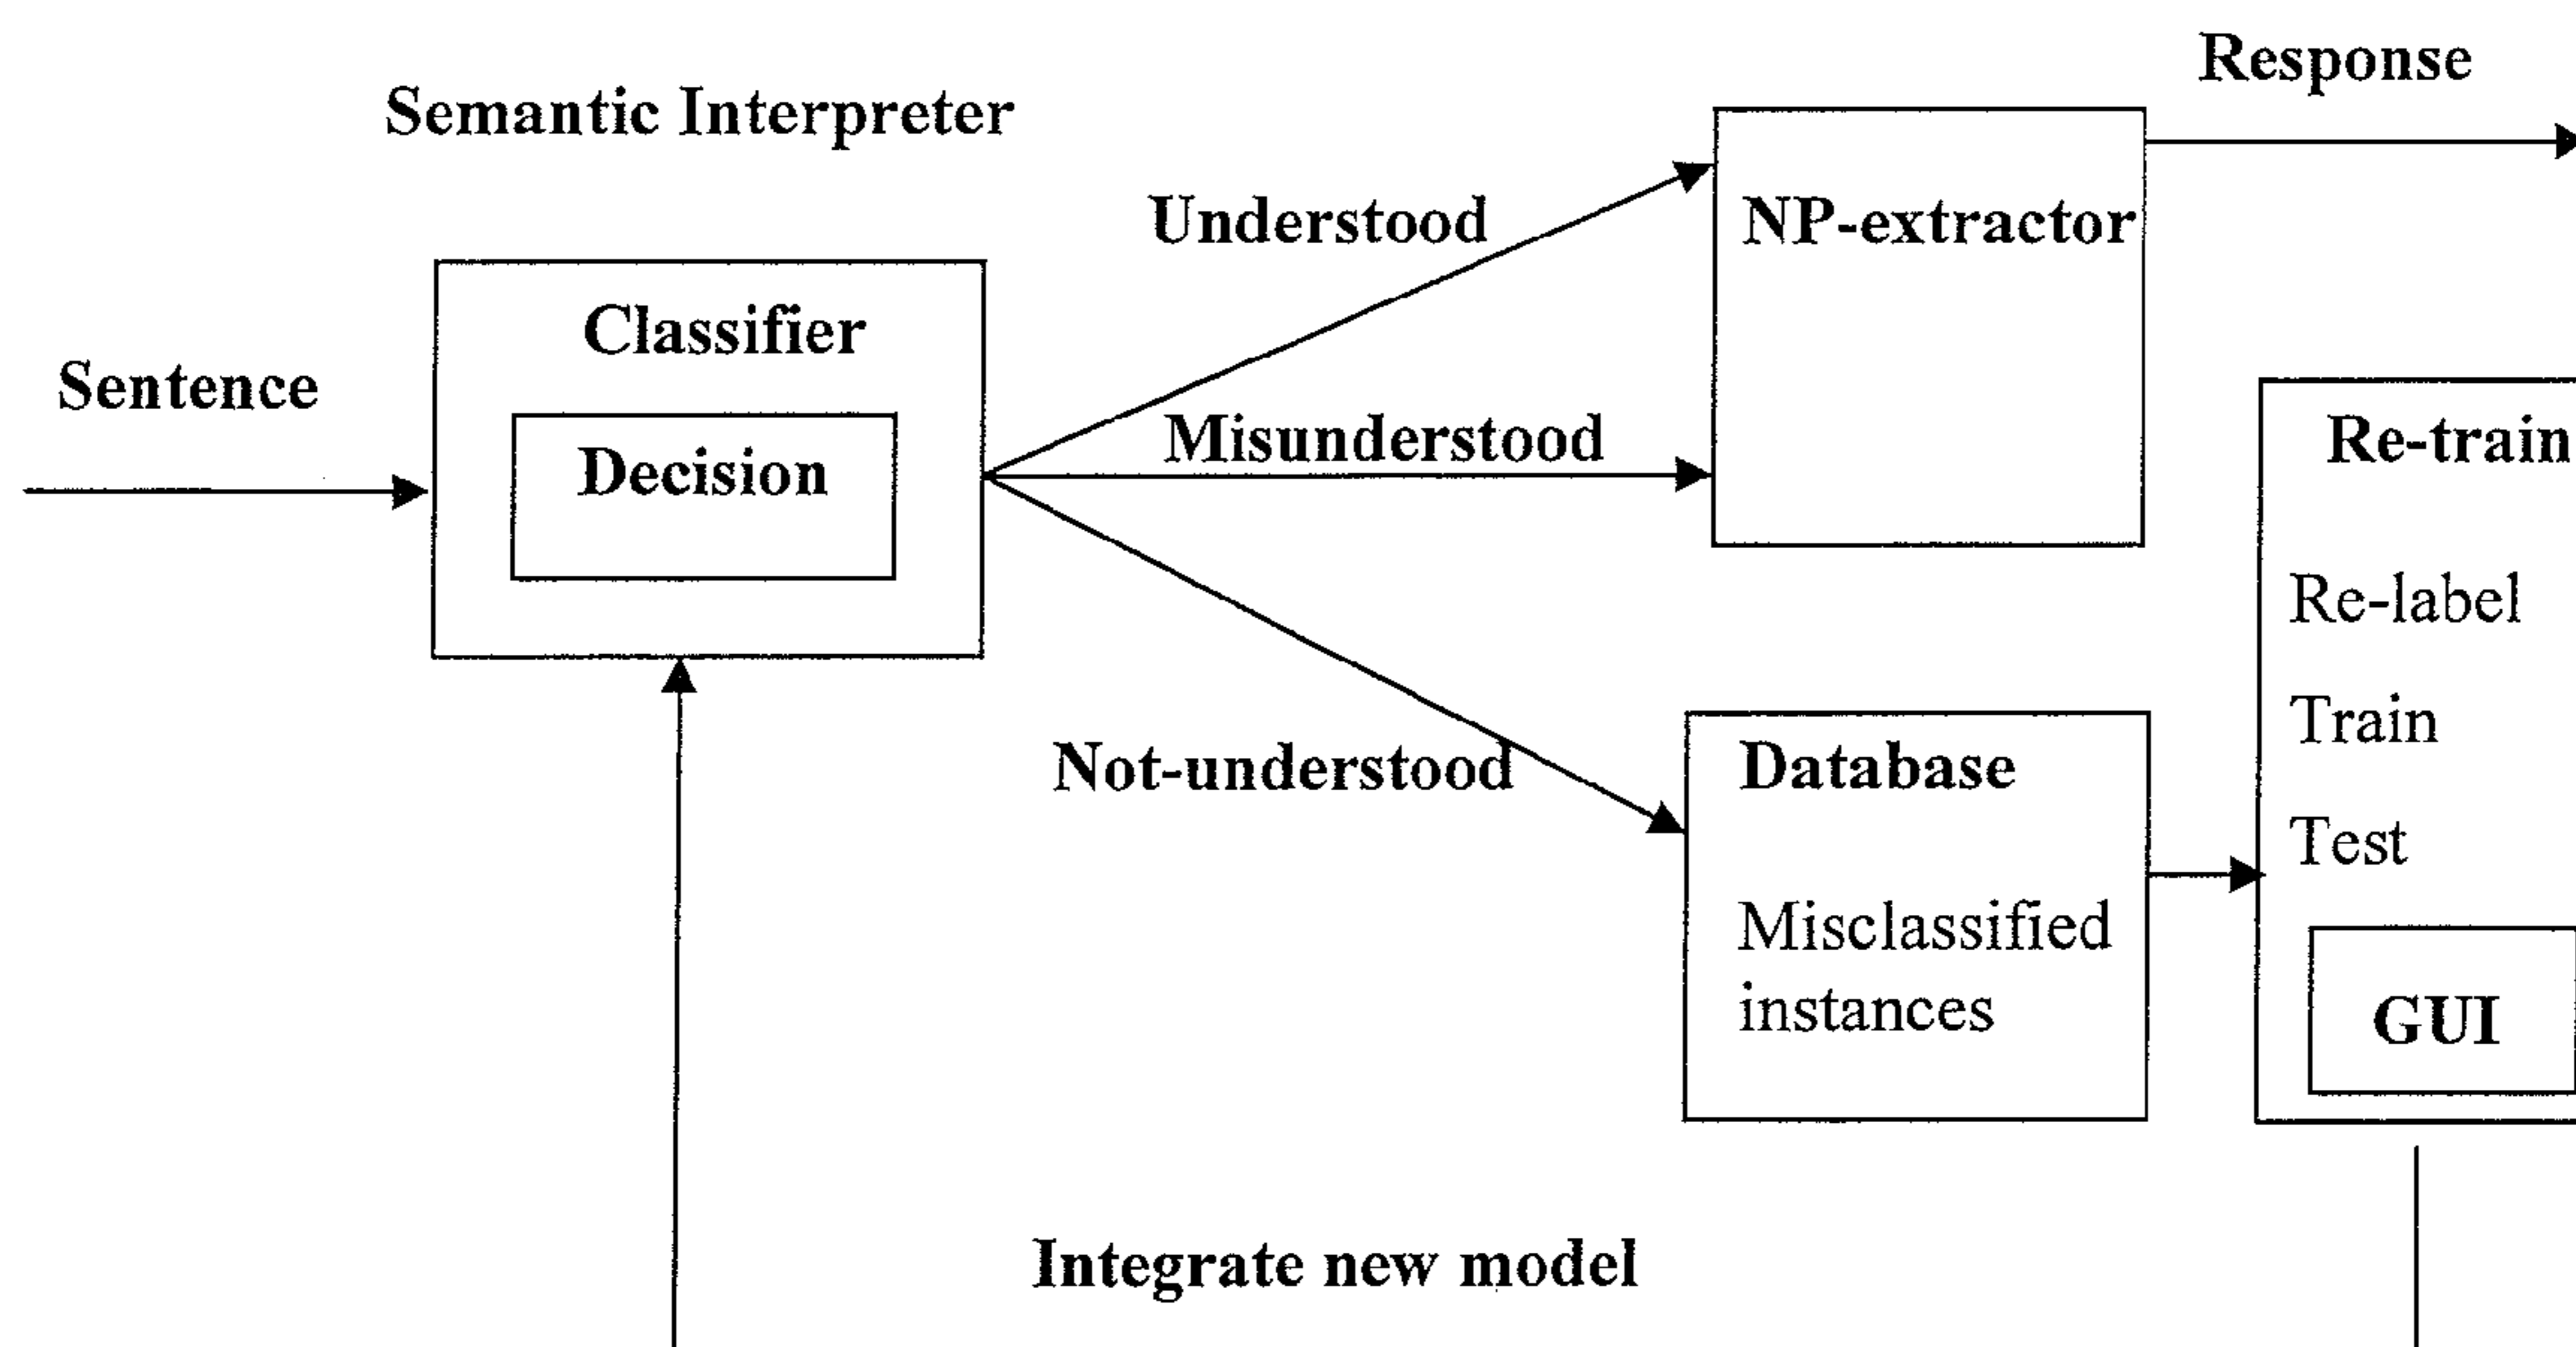 Response
Semantic Interpreter
Understood
NP-extractor
Classifier
Sentence
Decision
Misunderstood
Re-train
Re-label
Train
Test
Not-understood
Database
Misclassified
instances
GUI
Integrate new model